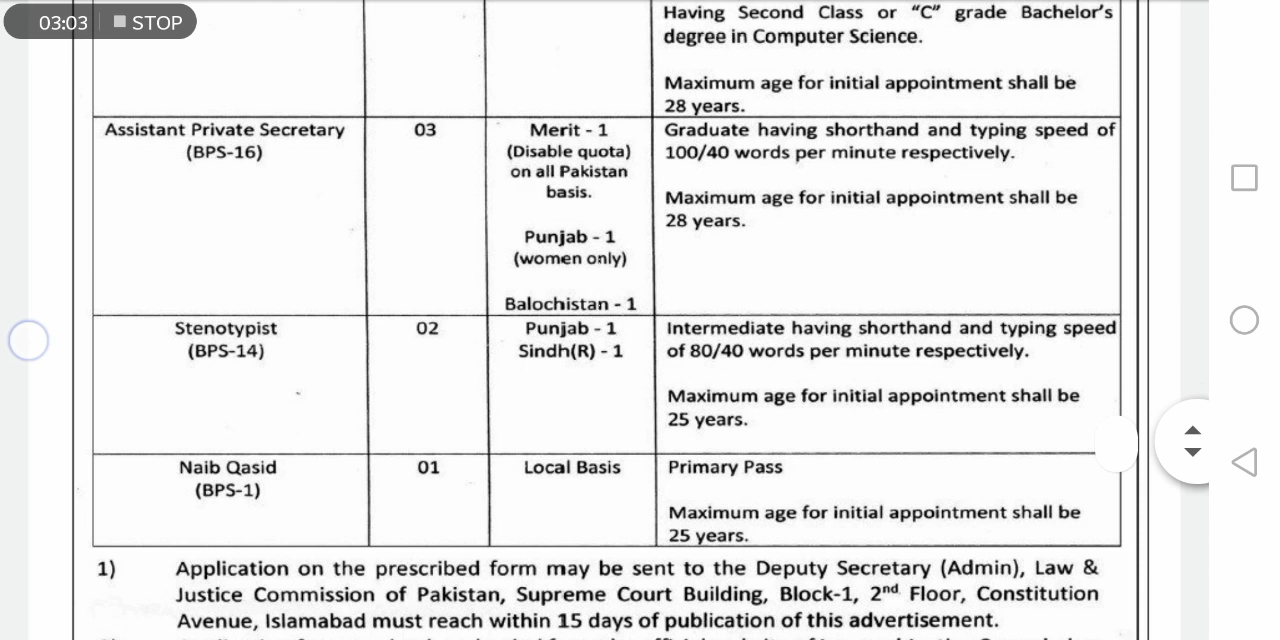 03:03 STOP
Having Second Class or “C” grade Bachelor’s
degree in Computer Science.
Maximum age for initial appointment shall be
28 years.
Assistant Private Secretary
(BPS-16)
03
Merit - 1
(Disable quota)
on all Pakistan
basis.
Punjab - 1
(women only)
Balochistan - 1
Graduate having shorthand and typing speed of
100/40 words per minute respectively.
Maximum age for initial appointment shall be
28 years.
Stenotypist
(BPS-14)
02
Punjab - 1
Sindh(R) - 1
Intermediate having shorthand and typing speed
of 80/40 words per minute respectively.
Maximum age for initial appointment shall be
25 years.
Naib Qasid
(BPS-1)
01
Local Basis
Primary Pass
Maximum age for initial appointment shall be
25 years.
1) Application on the prescribed form may be sent to the Deputy Secretary (Admin), Law &
Justice Commission of Pakistan, Supreme Court Building, Block-1, 2nd Floor, Constitution
Avenue, Islamabad must reach within 15 days of publication of this advertisement.